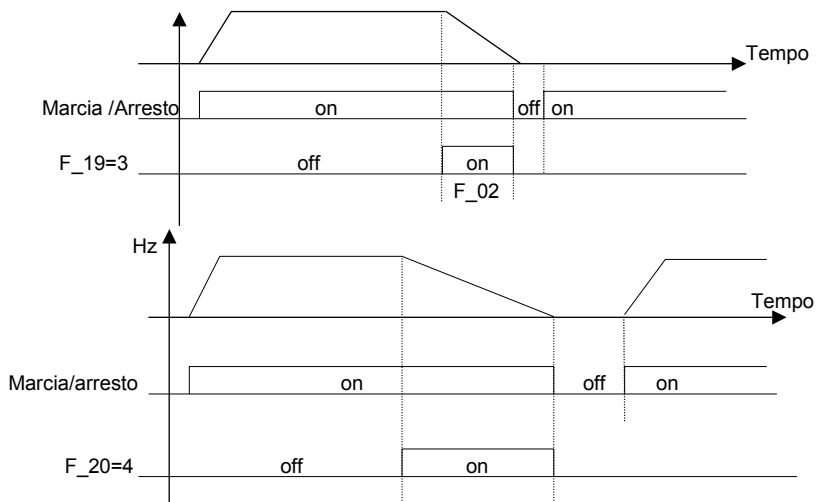 Tempo
Marcia /Arresto on off on
F_19=3 off on
F_02
Hz
Tempo
Marcia/arresto on off on
F_20=4 off on